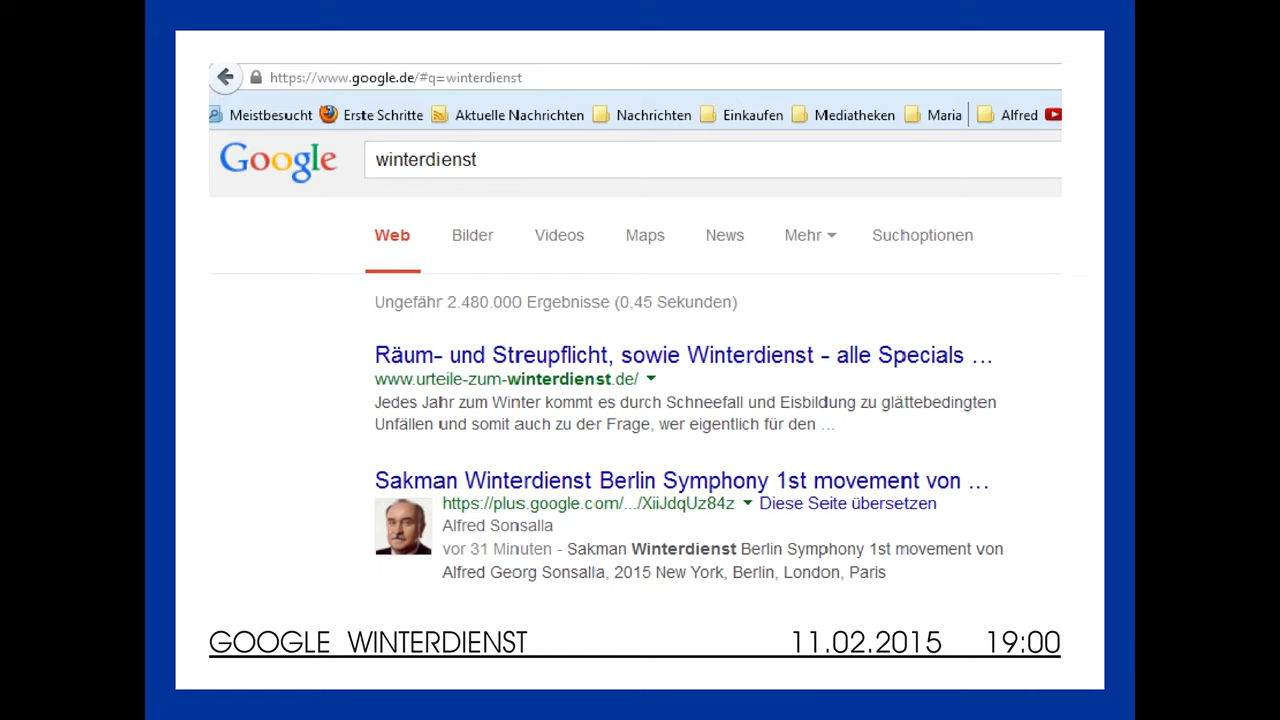 https://www.google.de/#q=winterdienst
Meistbesucht Erste Schritte Aktuelle Nachrichten Nachrichten Einkaufen Mediatheken Maria Alfred
Google winterdienst
Web Bilder Videos Maps News Mehr Suchoptionen
Ungefähr 2.480.000 Ergebnisse (0,45 Sekunden)
Räum- und Streupflicht, sowie Winterdienst - alle Specials ...
www.urteile-zum-winterdienst.de/
Jedes Jahr zum Winter kommt es durch Schneefall und Eisbildung zu glättebedingten
Unfällen und somit auch zu der Frage, wer eigentlich für den ...
Sakman Winterdienst Berlin Symphony 1st movement von ...
https://plus.google.com/.../XiiJdqUz84z Diese Seite übersetzen
Alfred Sonsalla
vor 31 Minuten - Sakman Winterdienst Berlin Symphony 1st movement von
Alfred Georg Sonsalla, 2015 New York, Berlin, London, Paris
GOOGLE WINTERDIENST 11.02.2015 19:00